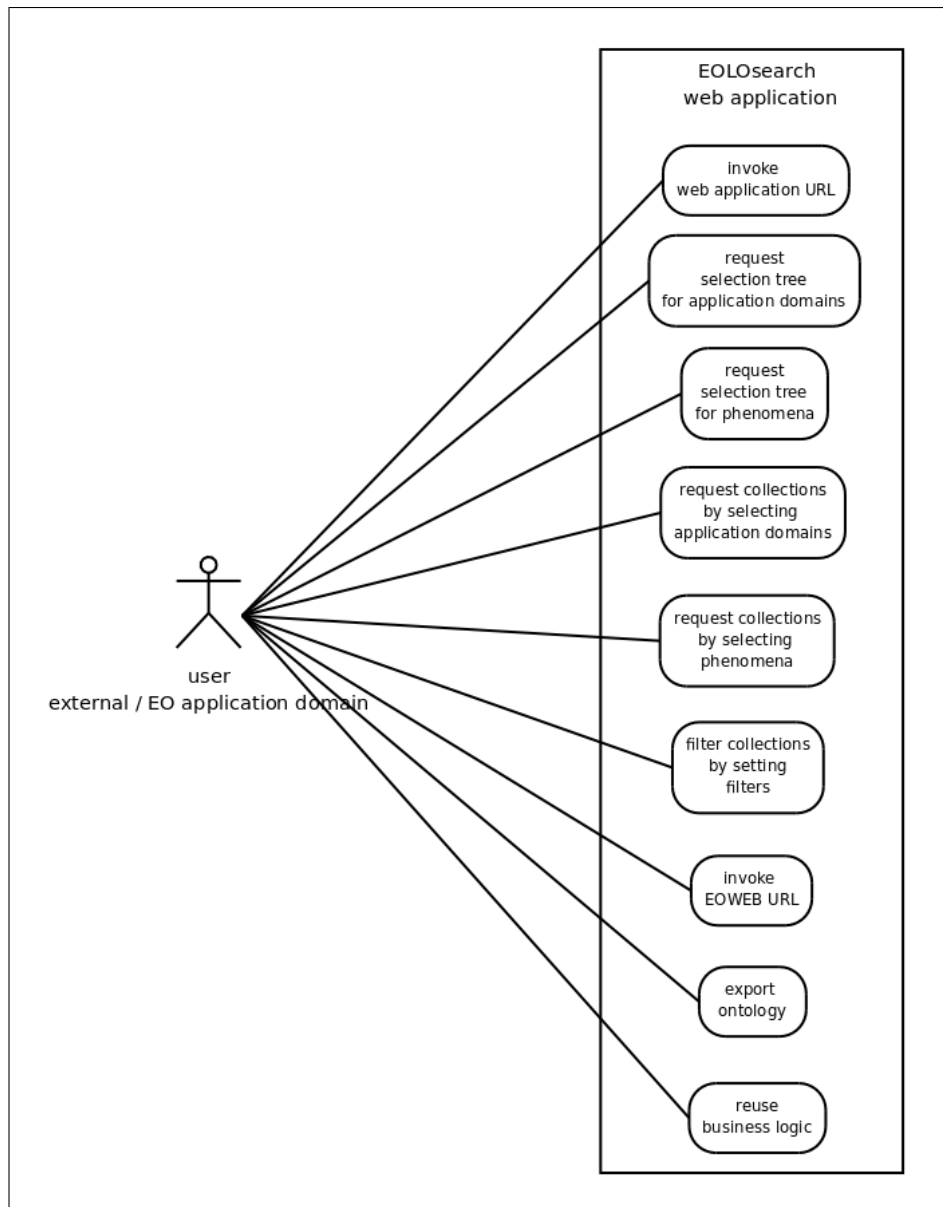 EOLOsearch
web application
invoke
web application URL
request
selection tree
for application domains
request
selection tree
for phenomena
request collections
by selecting
application domains
request collections
by selecting
phenomena
user
external / EO application domain
filter collections
by setting
filters
invoke
EOWEB URL
export
ontology
reuse
business logic